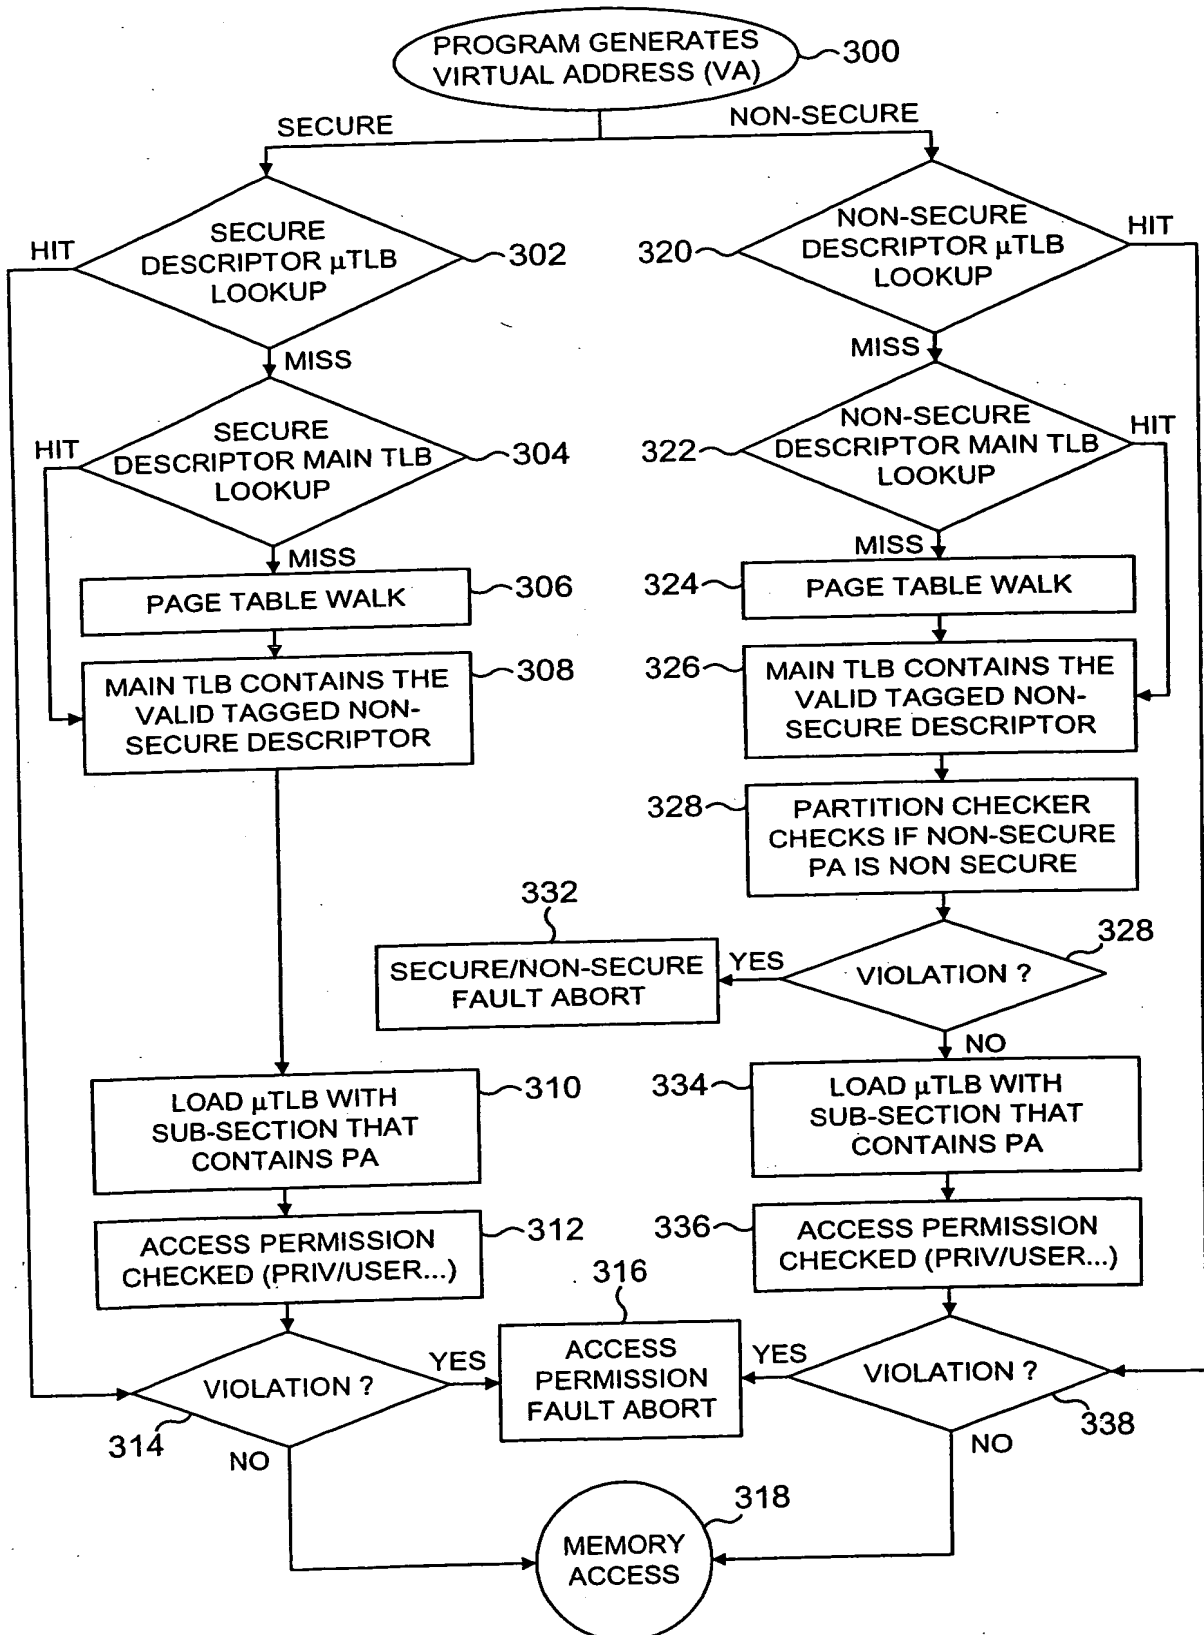 PROGRAM GENERATES
VIRTUAL ADDRESS (VA)
300
SECURE
NON-SECURE
HIT
SECURE
DESCRIPTOR µTLB
LOOKUP
302
320
NON-SECURE
DESCRIPTOR µTLB
LOOKUP
HIT
MISS
MISS
HIT
SECURE
DESCRIPTOR MAIN TLB
LOOKUP
304
322
NON-SECURE
DESCRIPTOR MAIN TLB
LOOKUP
HIT
MISS
MISS
PAGE TABLE WALK
306
324
PAGE TABLE WALK
MAIN TLB CONTAINS THE
VALID TAGGED NON-
SECURE DESCRIPTOR
308
326
MAIN TLB CONTAINS THE
VALID TAGGED NON-
SECURE DESCRIPTOR
328
PARTITION CHECKER
CHECKS IF NON-SECURE
PA IS NON SECURE
332
SECURE/NON-SECURE
FAULT ABORT
YES
VIOLATION ?
328
NO
LOAD µTLB WITH
SUB-SECTION THAT
CONTAINS PA
310
334
LOAD µTLB WITH
SUB-SECTION THAT
CONTAINS PA
ACCESS PERMISSION
CHECKED (PRIV/USER...)
312
336
ACCESS PERMISSION
CHECKED (PRIV/USER...)
316
VIOLATION ?
314
YES
ACCESS
PERMISSION
FAULT ABORT
YES
VIOLATION ?
338
NO
NO
MEMORY
ACCESS
318